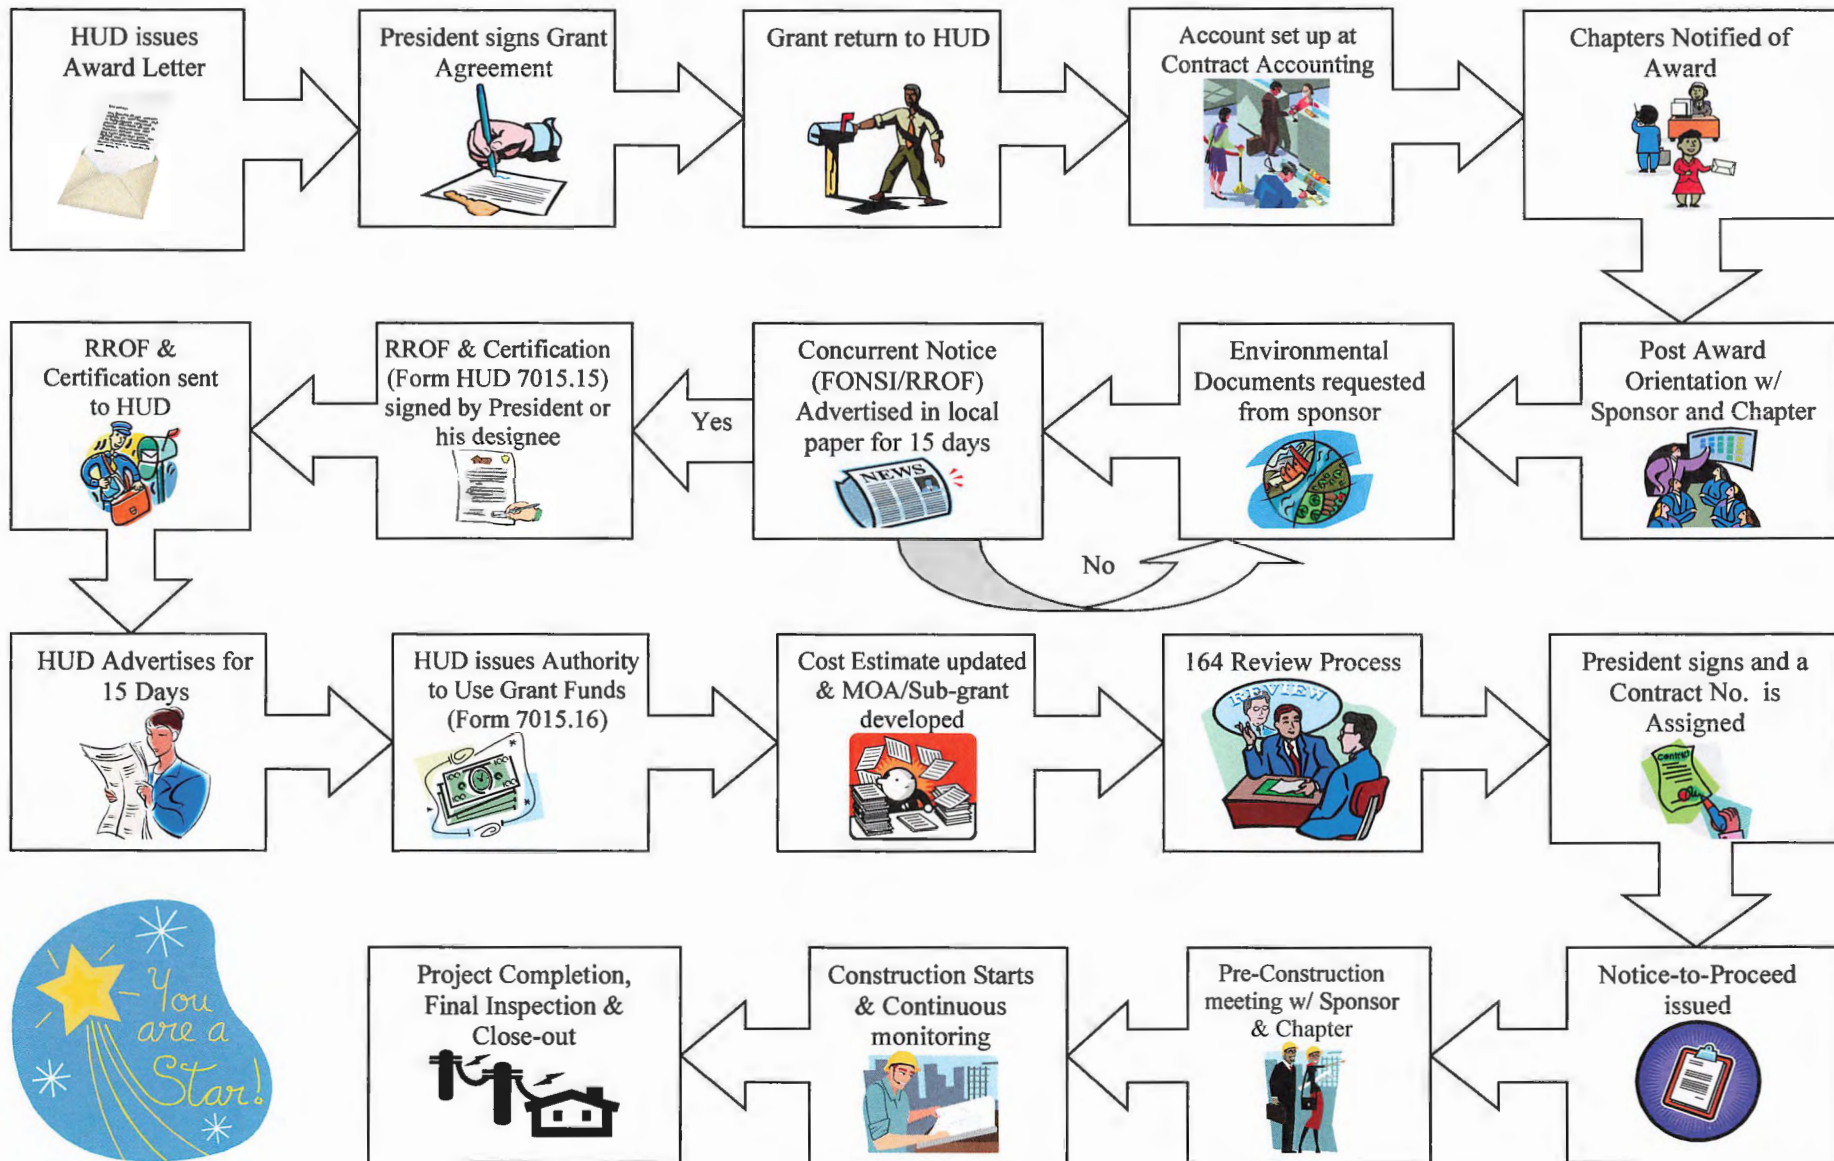 HUD issues
Award Letter
President signs Grant
Agreement
Grant return to HUD
Account set up at
Contract Accounting
Chapters Notified of
Award
Post Award
Orientation w/
Sponsor and Chapter
Environmental
Documents requested
from sponsor
Concurrent Notice
(FONSI/RROF)
Advertised in local
paper for 15 days
NEWS
No
Yes
RROF & Certification
(Form HUD 7015.15)
signed by President or
his designee
RROF &
Certification sent
to HUD
HUD Advertises for
15 Days
HUD issues Authority
to Use Grant Funds
(Form 7015.16)
Cost Estimate updated
& MOA/Sub-grant
developed
164 Review Process
REVIEW
President signs and a
Contract No. is
Assigned
contract
Notice-to-Proceed
issued
Pre-Construction
meeting w/ Sponsor
& Chapter
Construction Starts
& Continuous
monitoring
Project Completion,
Final Inspection &
Close-out
You
are a
Star!